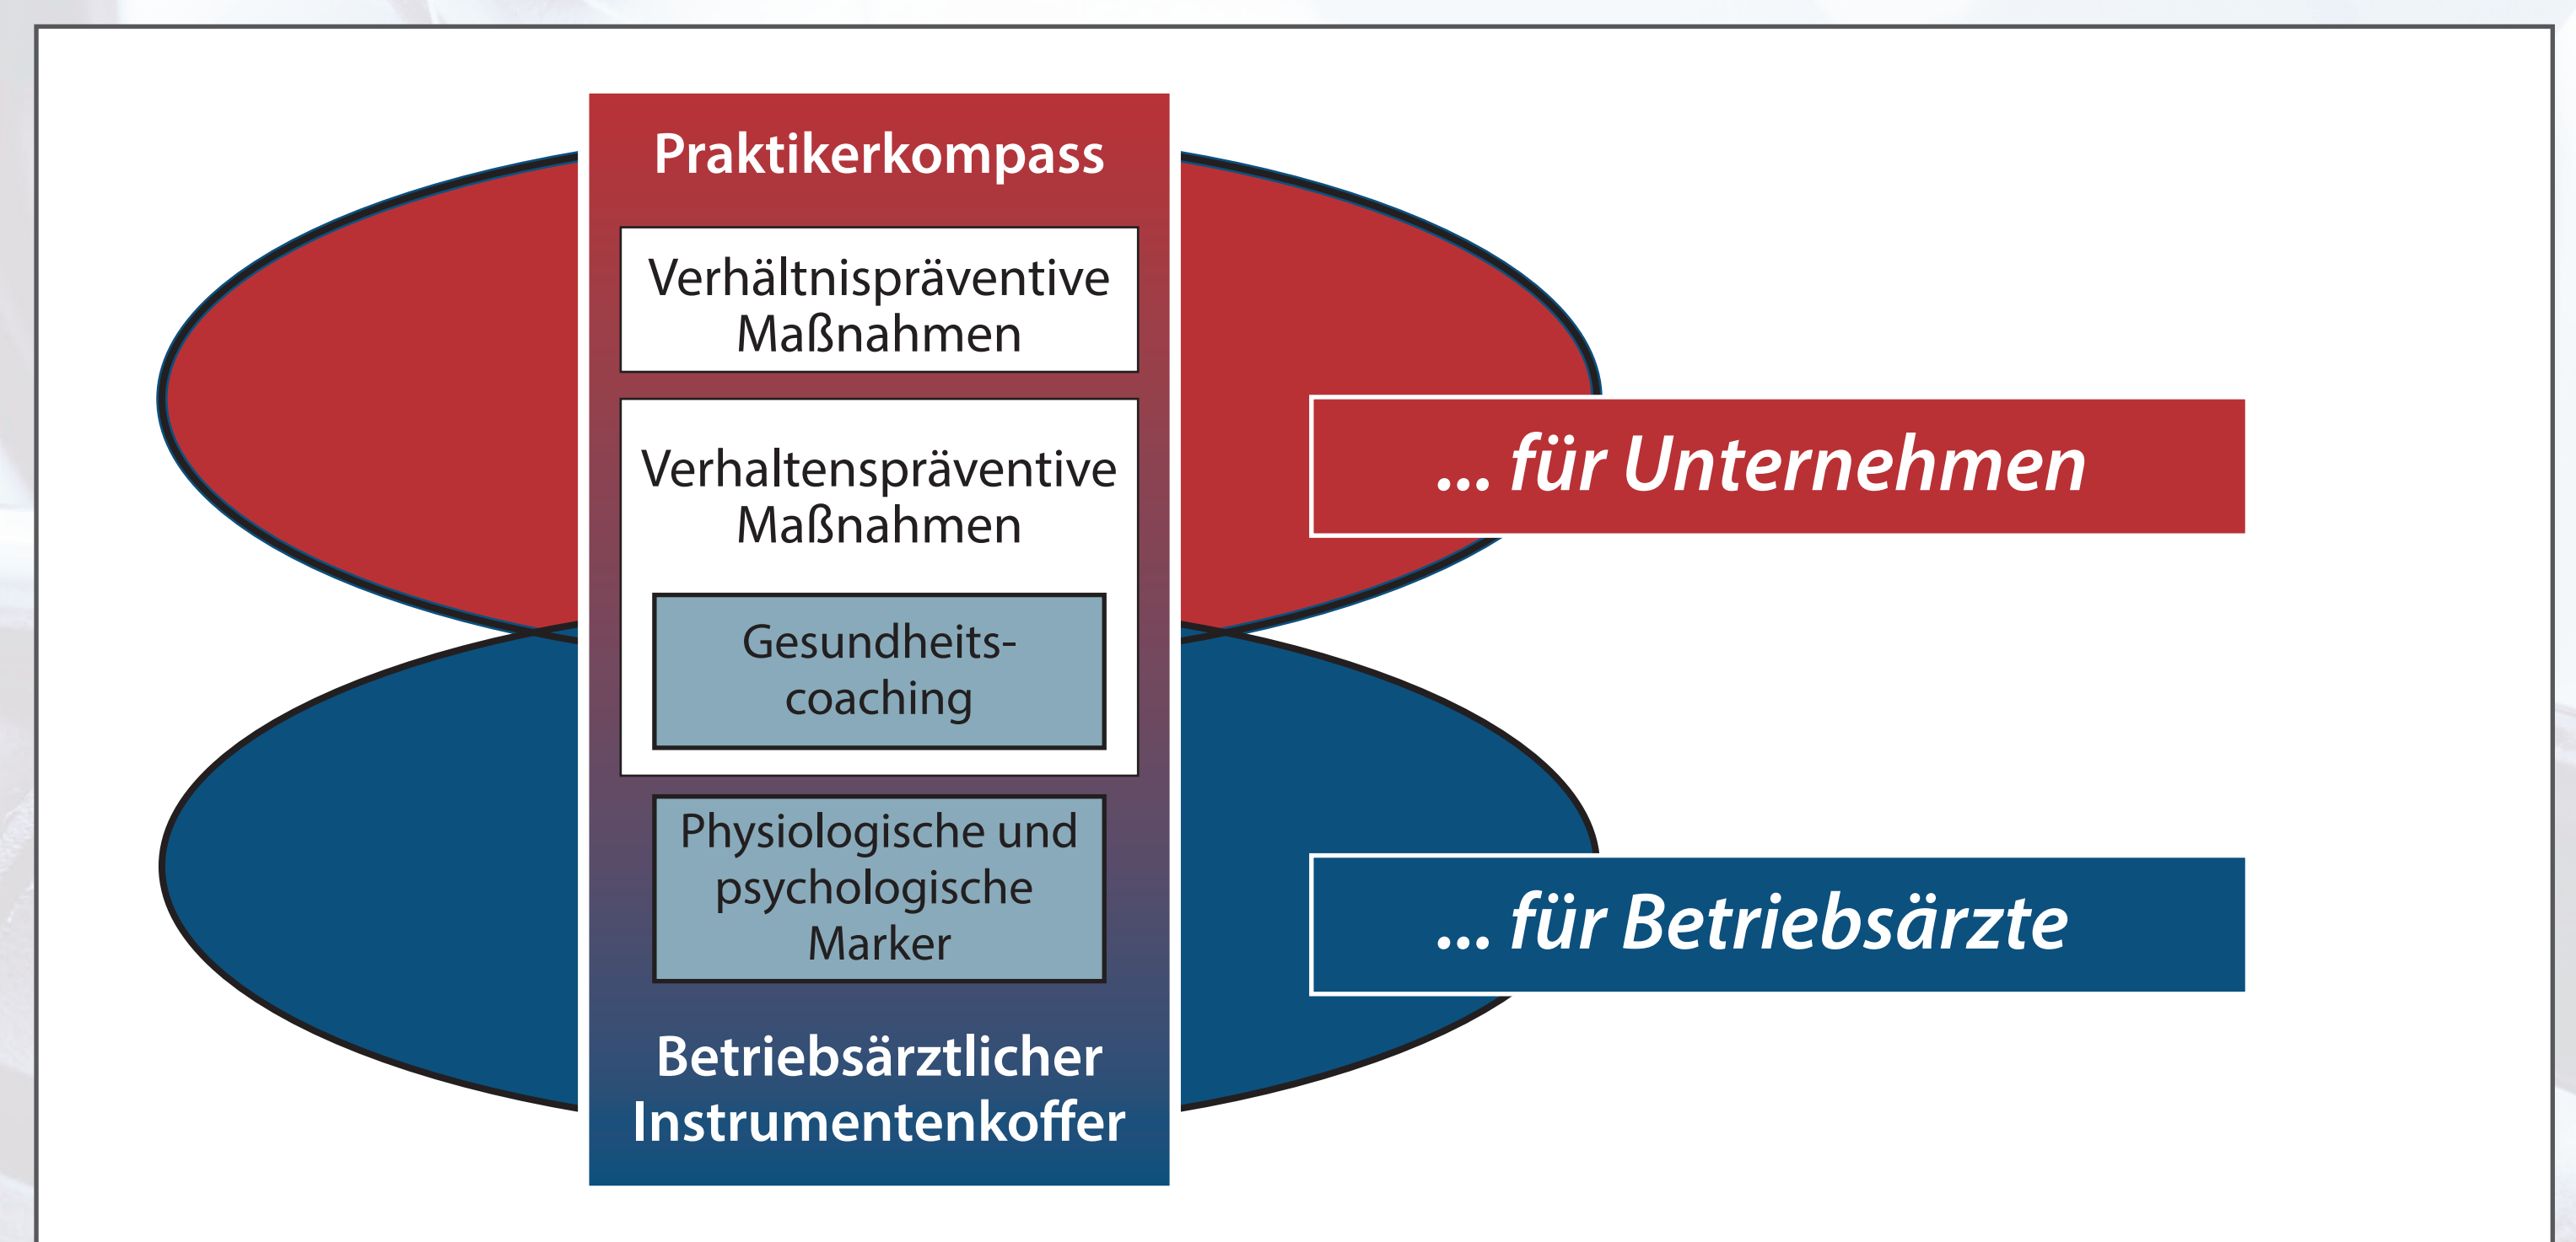 Praktikerkompass
Verhältnispräventive
Maßnahmen
Verhaltenspräventive
Maßnahmen
Gesundheits-
coaching
Physiologische und
psychologische
Marker
Betriebsärztlicher
Instrumentenkoffer
... für Unternehmen
... für Betriebsärzte